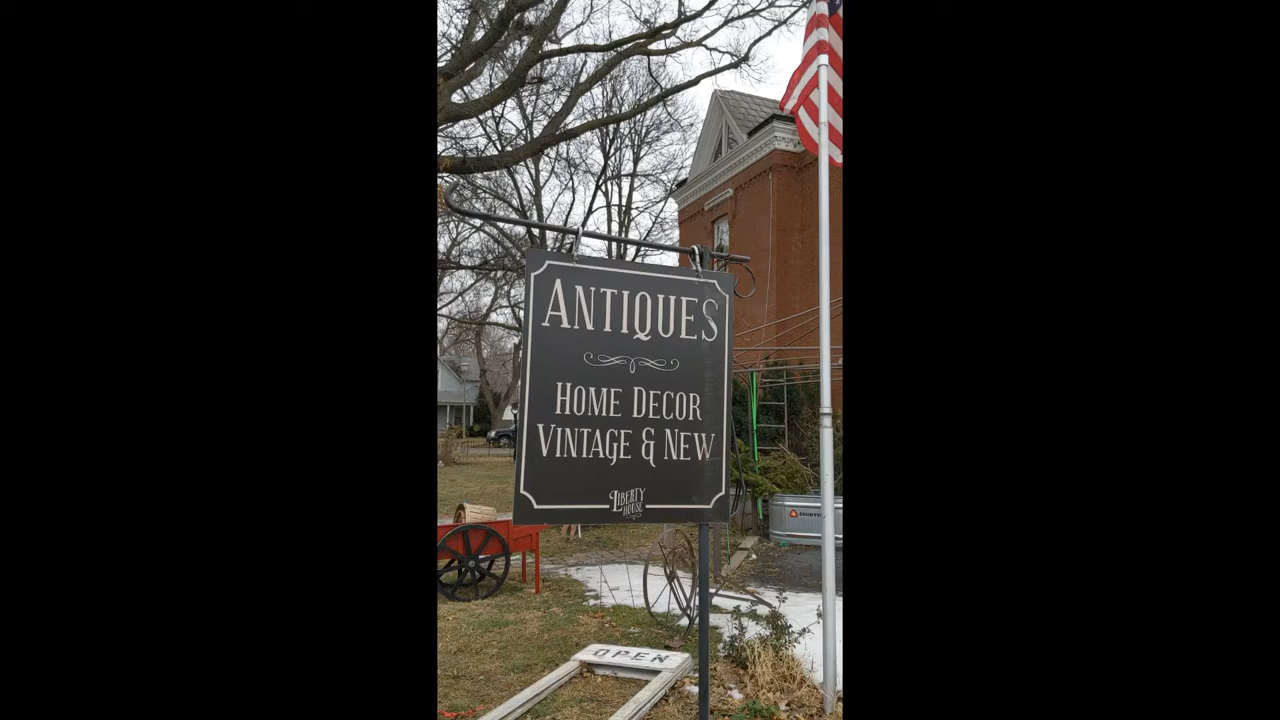 ANTIQUES
HOME DECOR
VINTAGE & NEW
LIBERTY
HOUSE
OPEN